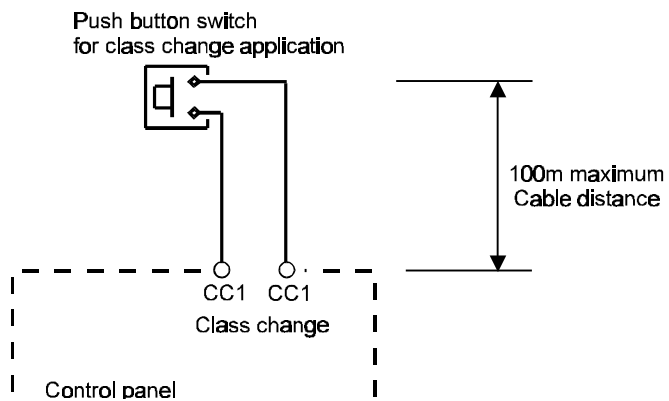 Push button switch
for class change application
100m maximum
Cable distance
CC1 CC1
Class change
Control panel